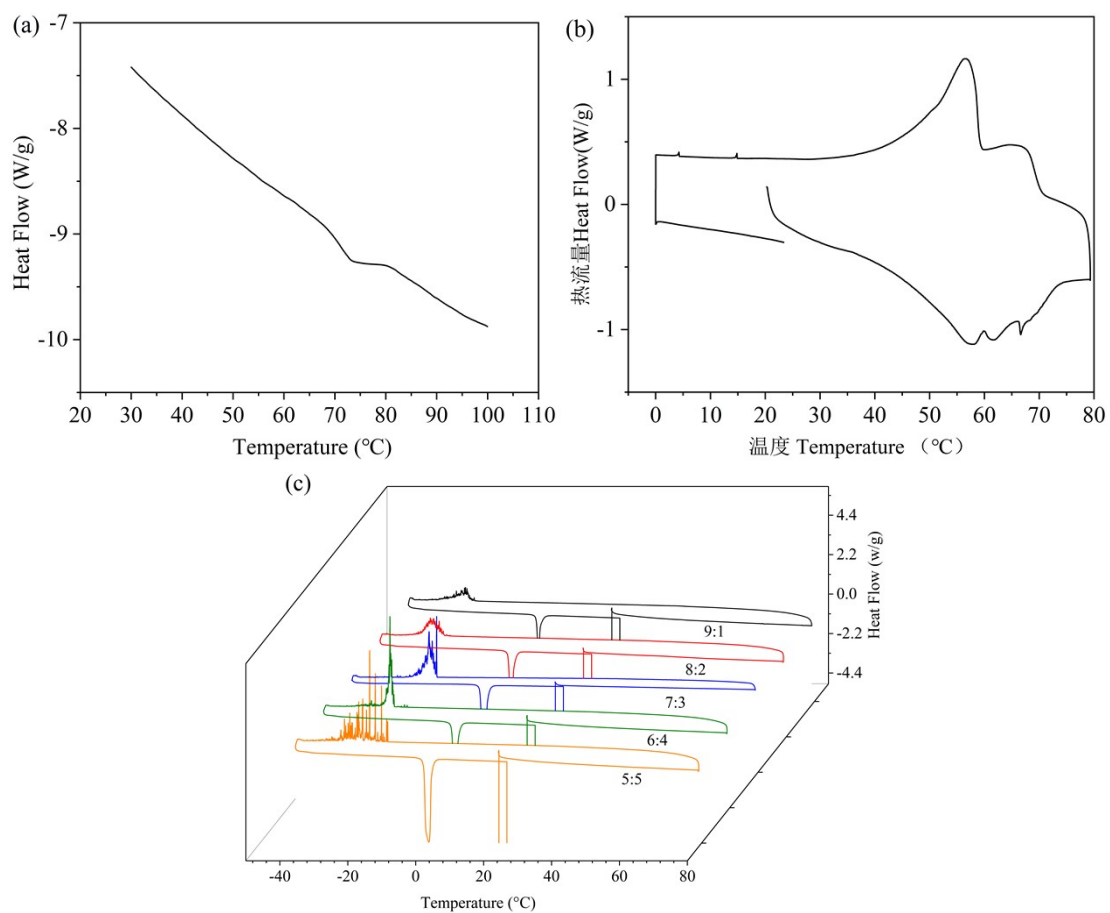 (a)
-7
-8
-9
-10
Heat Flow (W/g)
20 30 40 50 60 70 80 90 100 110
Temperature (°C)
(b)
1
0
-1
热流量Heat Flow(W/g)
0 10 20 30 40 50 60 70 80
温度 Temperature （°C）
(c)
4.4
2.2
0.0
-2.2
-4.4
Heat Flow (w/g)
9:1
8:2
7:3
6:4
5:5
-40 -20 0 20 40 60 80
Temperature (°C)